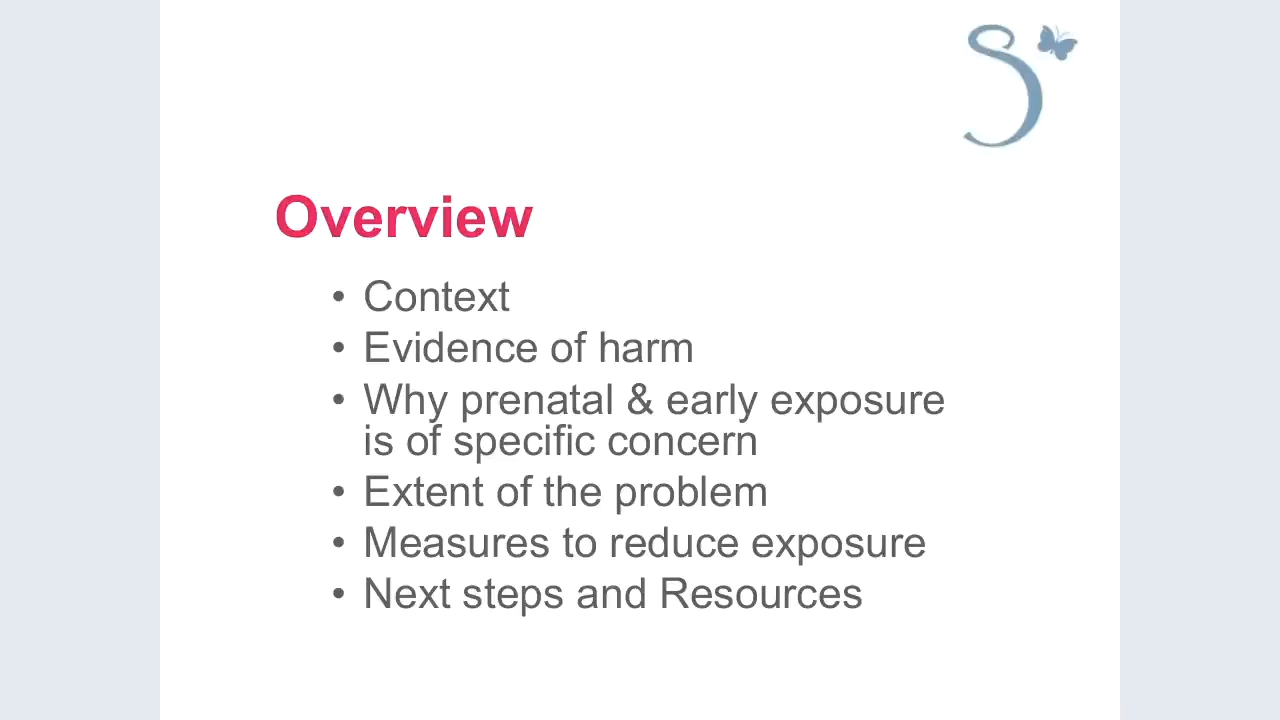 S
Overview
• Context
• Evidence of harm
• Why prenatal & early exposure
is of specific concern
• Extent of the problem
• Measures to reduce exposure
• Next steps and Resources